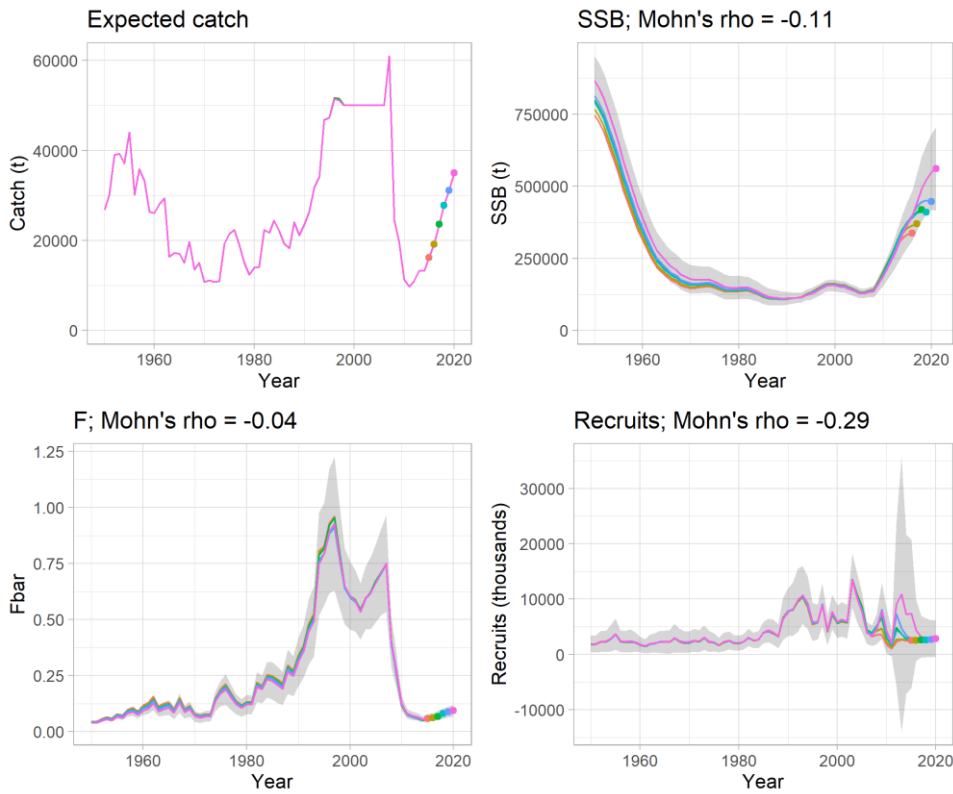 Expected catch
60000
40000
20000
0
Catch (t)
1960
1980
2000
2020
Year
SSB; Mohn's rho = -0.11
750000
500000
250000
0
SSB (t)
1960
1980
2000
2020
Year
F; Mohn's rho = -0.04
1.25
1.00
0.75
0.50
0.25
0.00
Fbar
1960
1980
2000
2020
Year
Recruits; Mohn's rho = -0.29
30000
20000
10000
0
-10000
Recruits (thousands)
1960
1980
2000
2020
Year